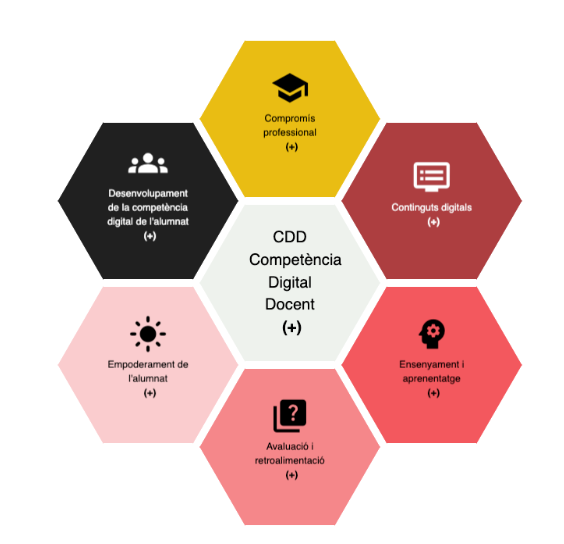 Compromís
professional
(+)
Desenvolupament
de la competència
digital de l'alumnat
(+)
Continguts digitals
(+)
CDD
Competència
Digital
Docent
(+)
Empoderament de
l'alumnat
(+)
Ensenyament i
aprenentatge
(+)
?
Avaluació i
retroalimentació
(+)